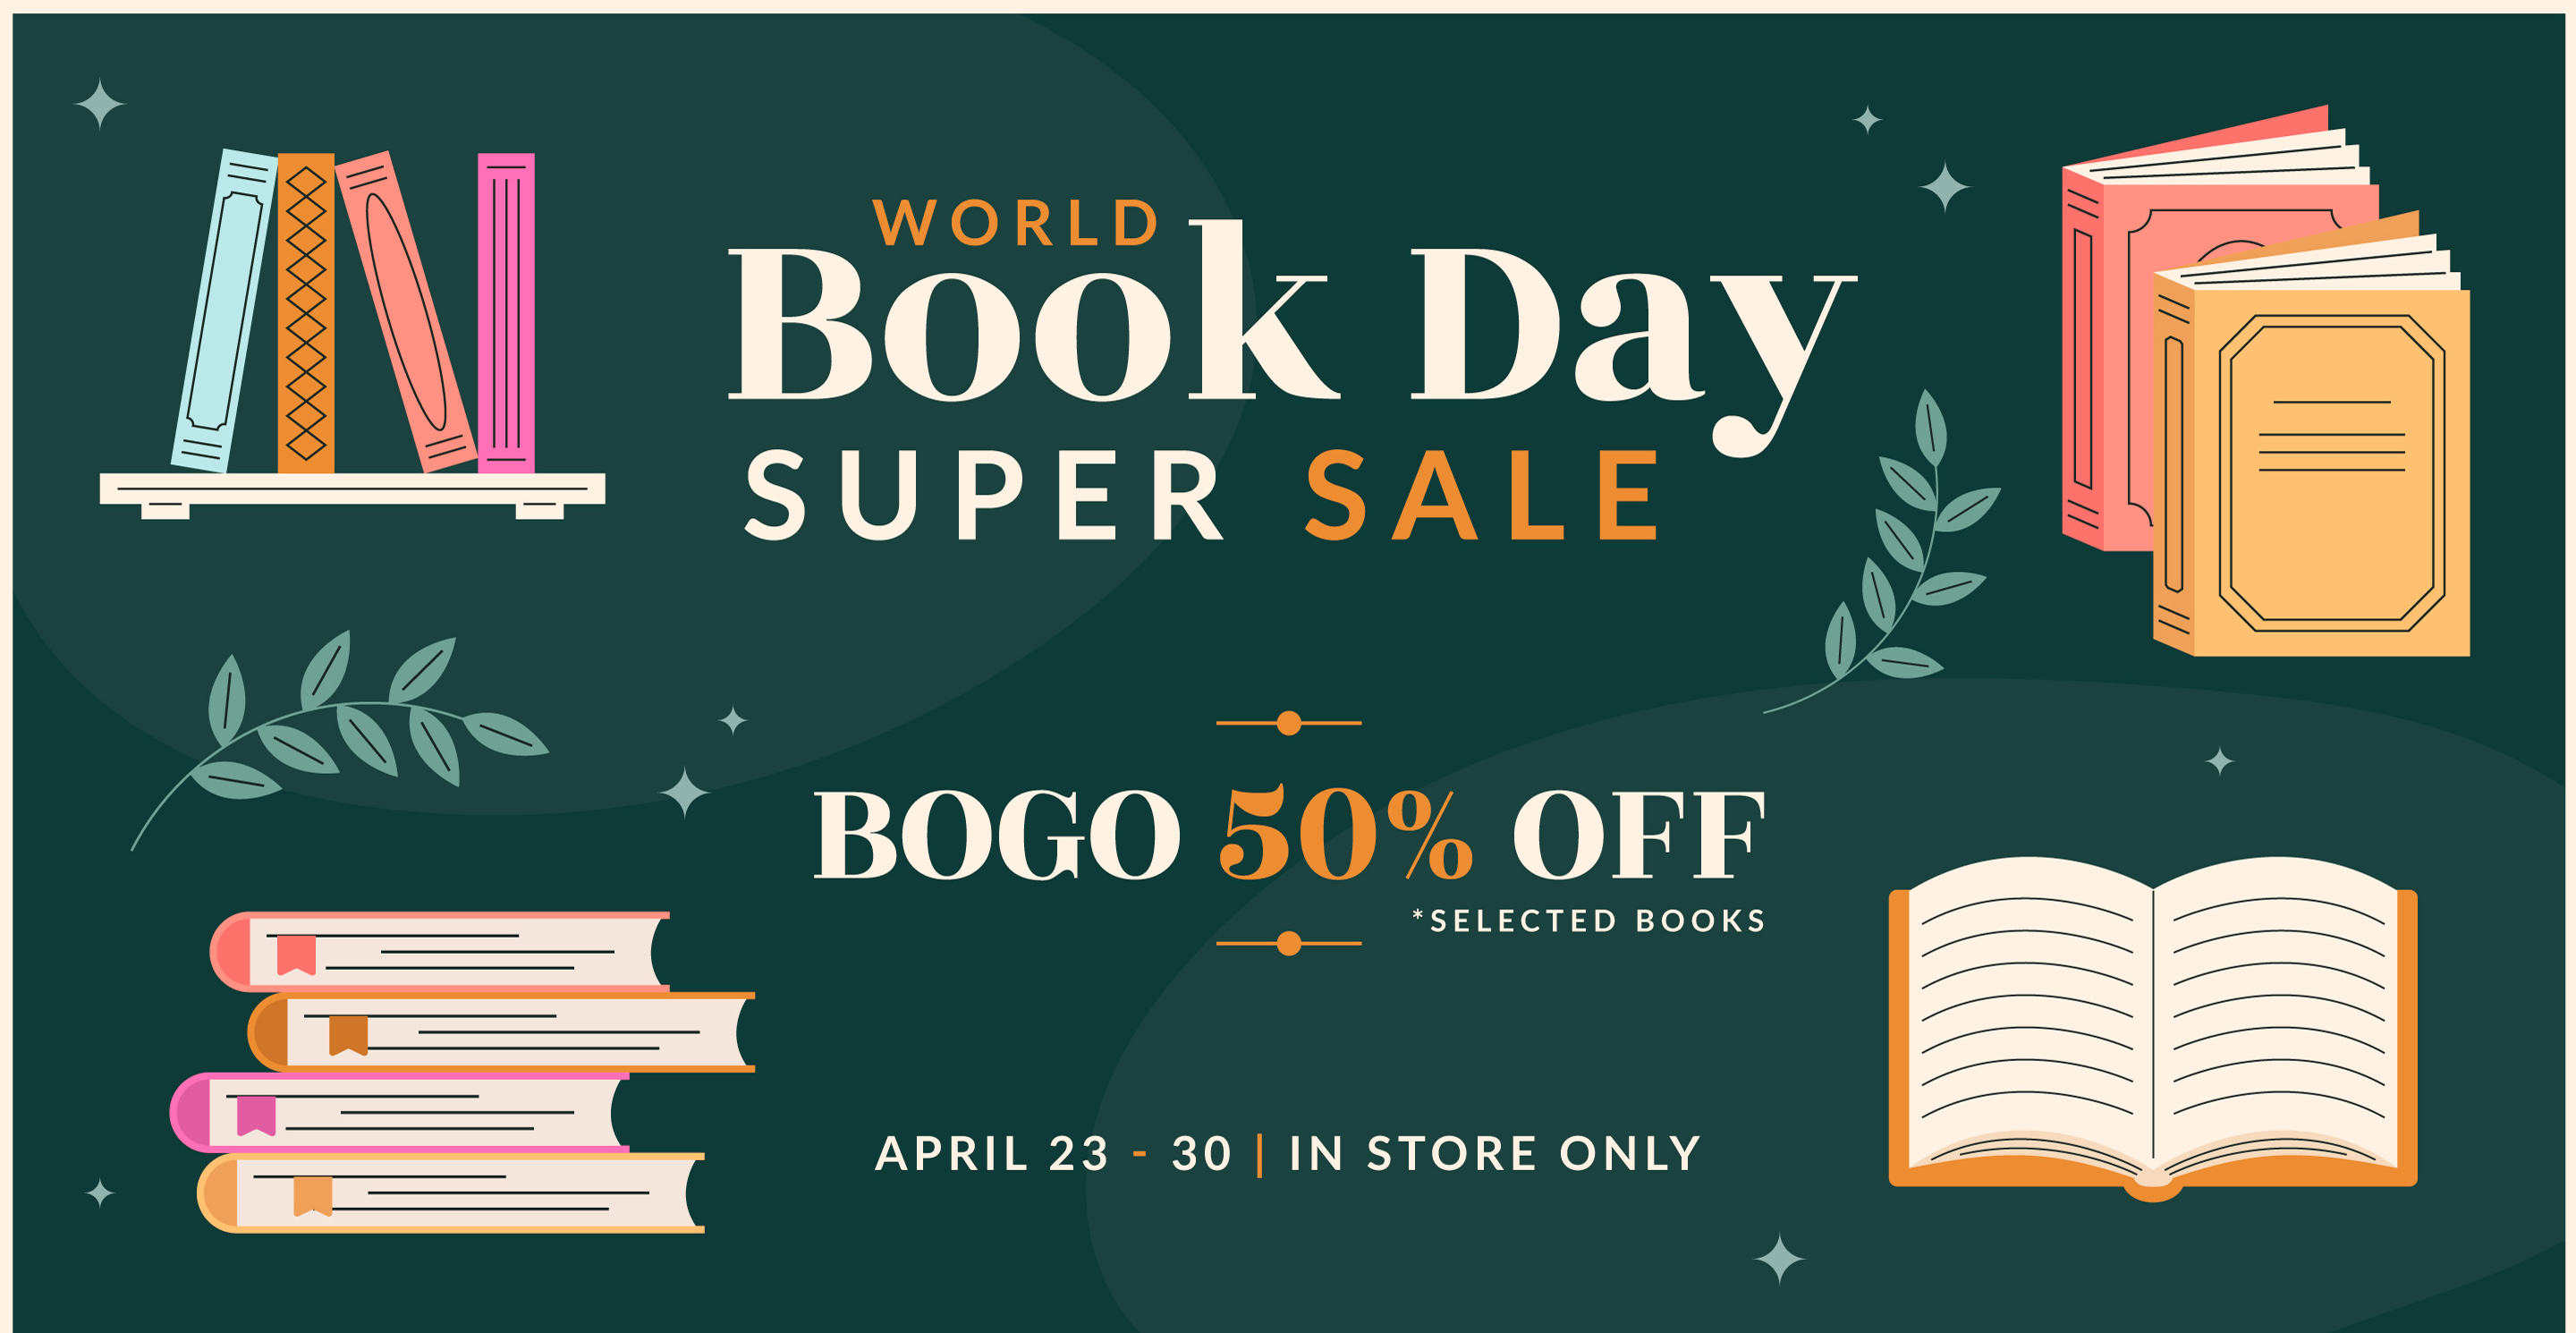 WORLD
Book Day
SUPER SALE
BOGO 50% OFF
*SELECTED BOOKS
APRIL 23 - 30 | IN STORE ONLY